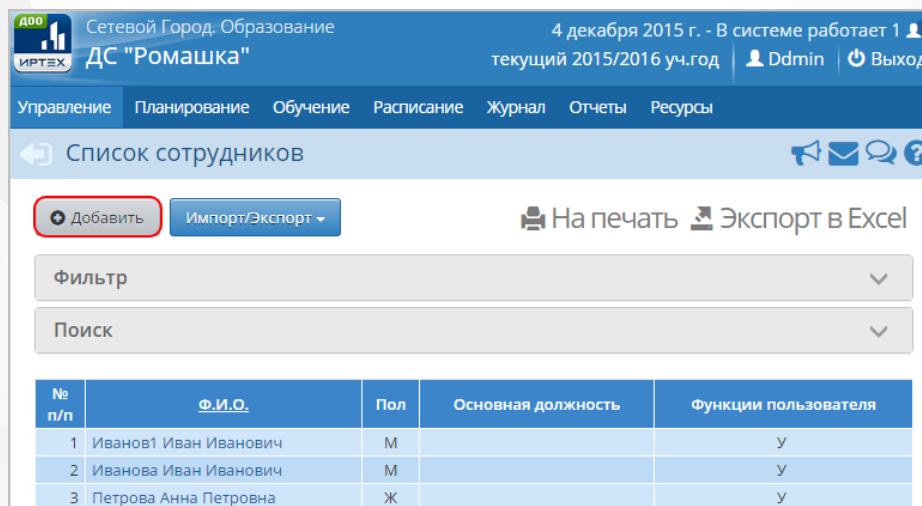 ДОО
ИРТЕХ
Сетевой Город. Образование
ДС "Ромашка"
4 декабря 2015 г. - В системе работает 1
текущий 2015/2016 уч.год
Ddmin
Выход
Управление Планирование Обучение Расписание Журнал Отчеты Ресурсы
Список сотрудников
Добавить
Импорт/Экспорт
На печать
Экспорт в Excel
Фильтр
Поиск
№ п/п Ф.И.О. Пол Основная должность Функции пользователя
1 Иванов1 Иван Иванович М У
2 Иванова Иван Иванович М У
3 Петрова Анна Петровна Ж У